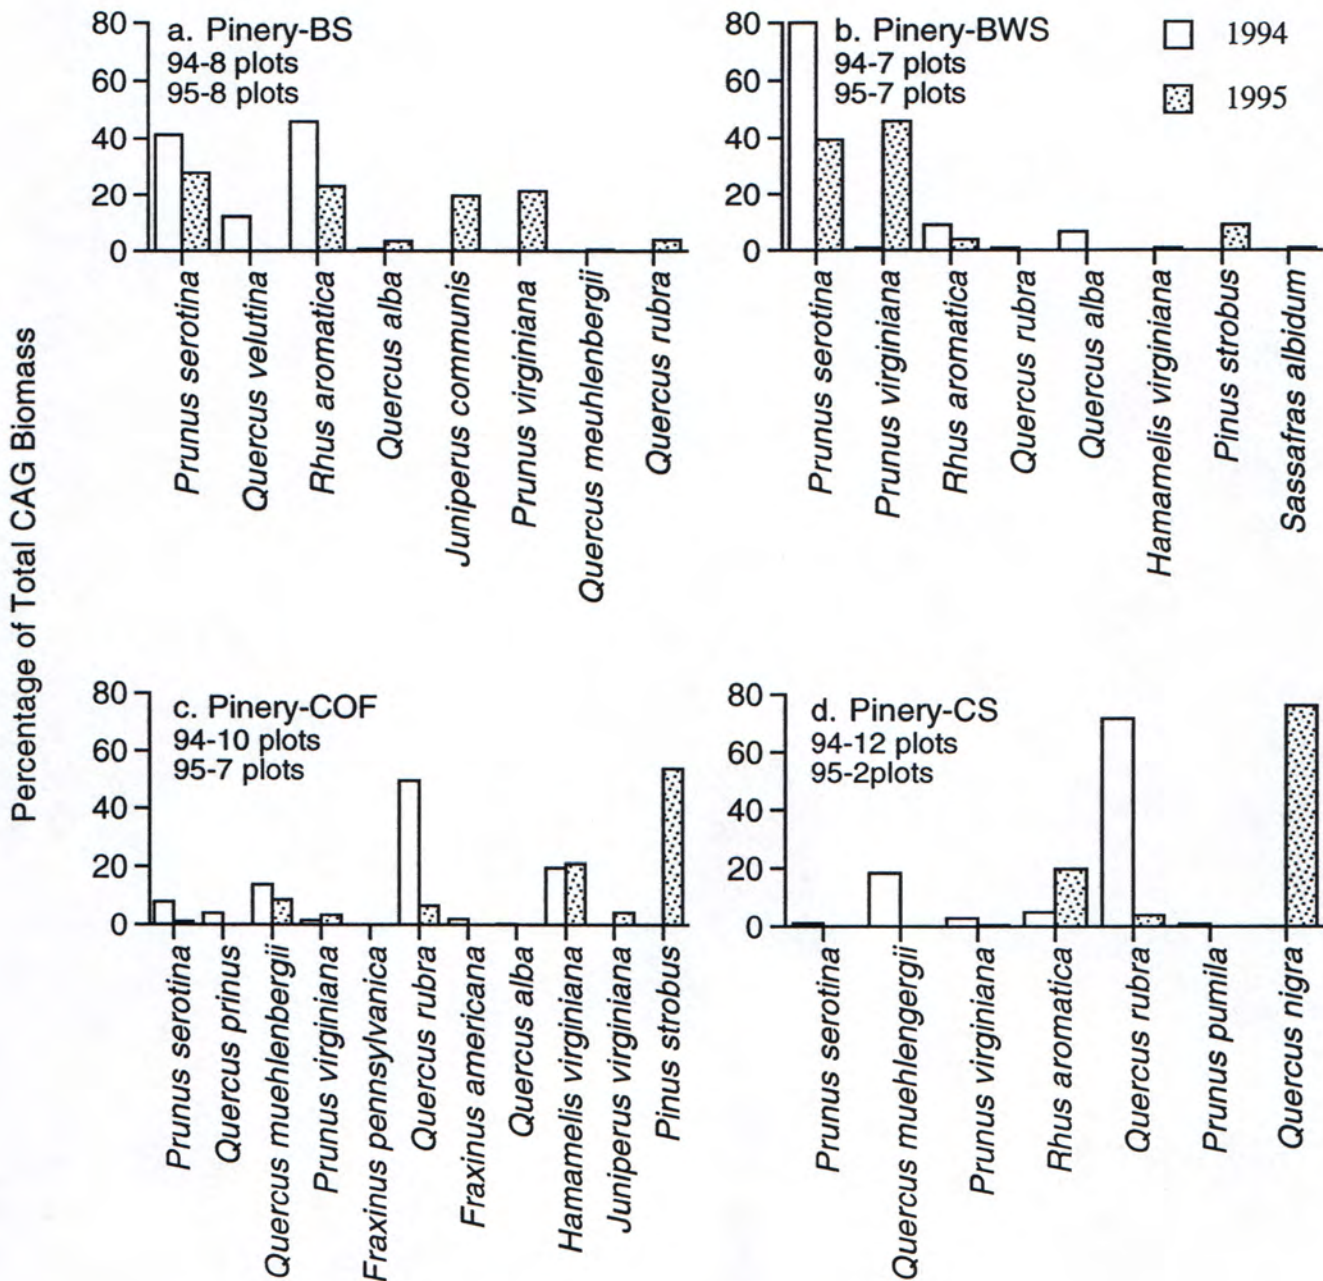 Percentage of Total CAG Biomass
a. Pinery-BS
94-8 plots
95-8 plots
80
60
40
20
0
Prunus serotina
Quercus velutina
Rhus aromatica
Quercus alba
Juniperus communis
Prunus virginiana
Quercus meuhlenbergii
Quercus rubra
b. Pinery-BWS
94-7 plots
95-7 plots
1994
1995
80
60
40
20
0
Prunus serotina
Prunus virginiana
Rhus aromatica
Quercus rubra
Quercus alba
Hamamelis virginiana
Pinus strobus
Sassafras albidum
c. Pinery-COF
94-10 plots
95-7 plots
80
60
40
20
0
Prunus serotina
Quercus prinus
Quercus muehlenbergii
Prunus virginiana
Fraxinus pennsylvanica
Quercus rubra
Fraxinus americana
Quercus alba
Hamamelis virginiana
Juniperus virginiana
Pinus strobus
d. Pinery-CS
94-12 plots
95-2plots
80
60
40
20
0
Prunus serotina
Quercus muehlengergii
Prunus virginiana
Rhus aromatica
Quercus rubra
Prunus pumila
Quercus nigra